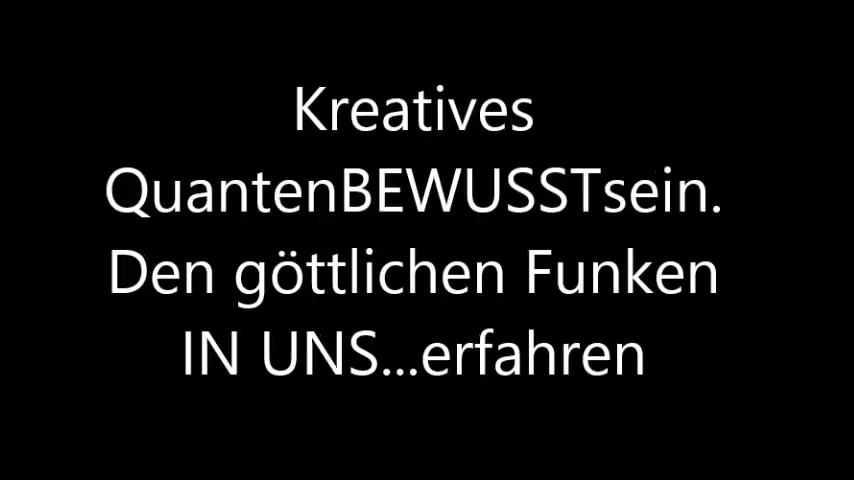 Kreatives
QuantenBEWUSSTsein.
Den göttlichen Funken
IN UNS...erfahren